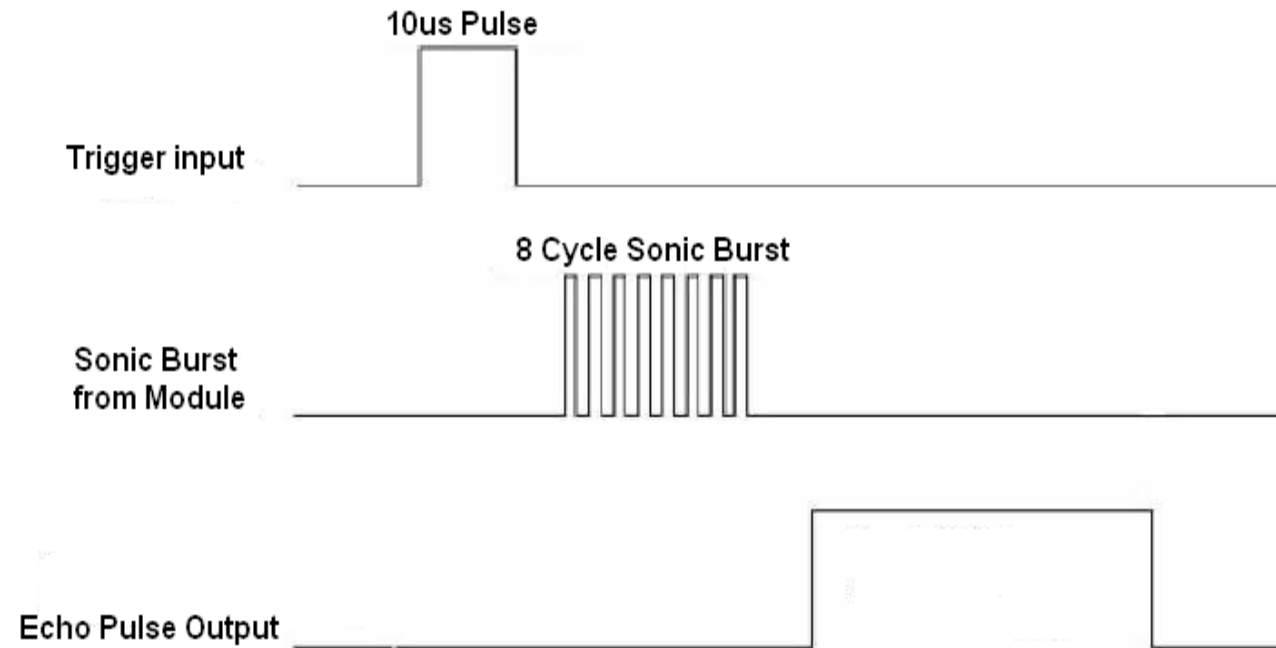 10us Pulse
Trigger input
8 Cycle Sonic Burst
Sonic Burst
from Module
Echo Pulse Output